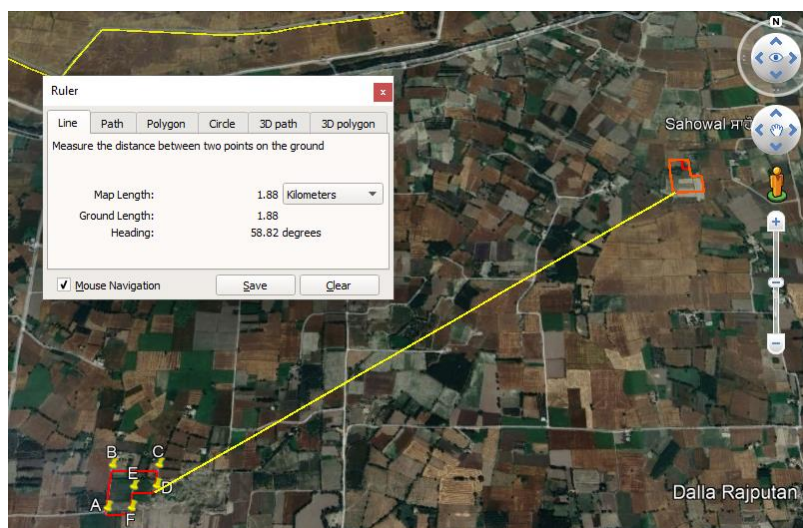 Ruler
Line Path Polygon Circle 3D path 3D polygon
Measure the distance between two points on the ground
Map Length: 1.88 Kilometers
Ground Length: 1.88
Heading: 58.82 degrees
Mouse Navigation Save Clear
N
Sahowal
B C
E
D
A
F
Dalla Rajputan